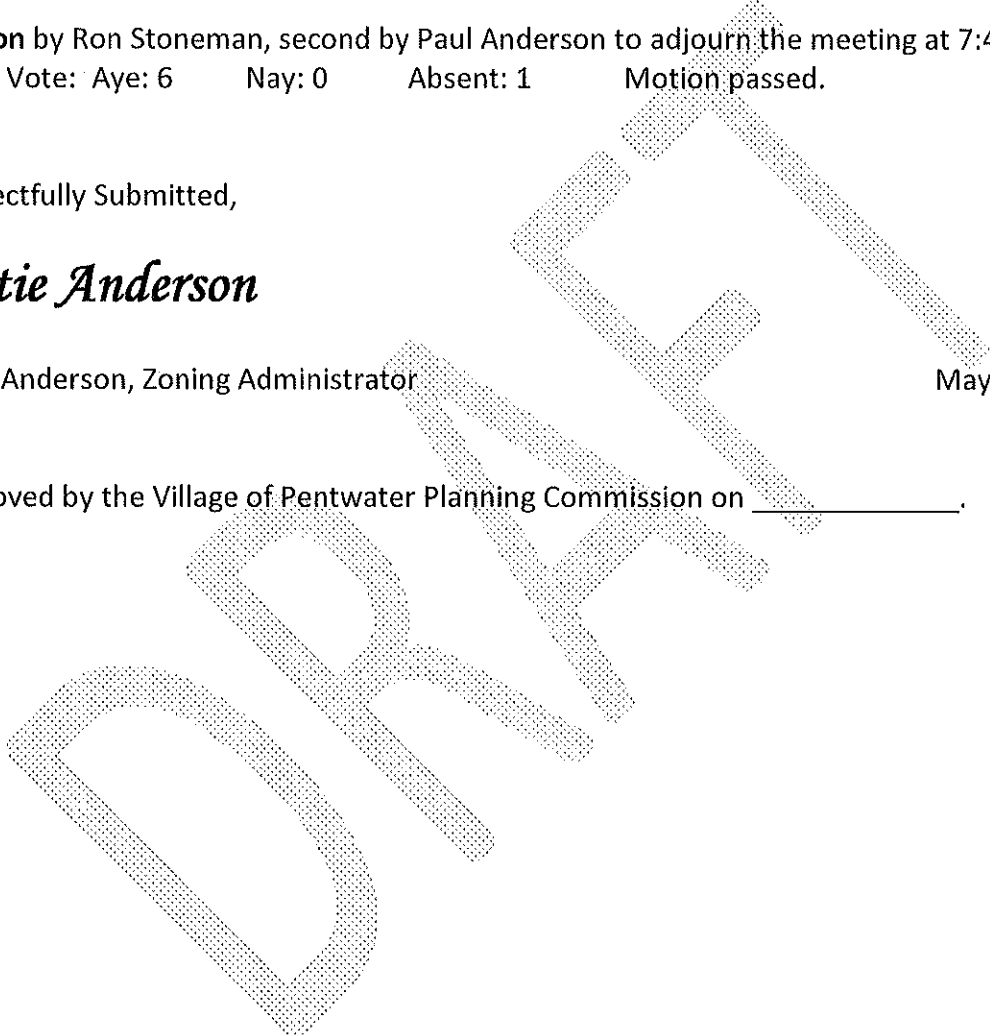 on by Ron Stoneman, second by Paul Anderson to adjourn the meeting at 7:4
Vote: Aye: 6 Nay: 0 Absent: 1 Motion passed.
ectfully Submitted,
tie Anderson
Anderson, Zoning Administrator May
oved by the Village of Pentwater Planning Commission on ____________.
DRAFT